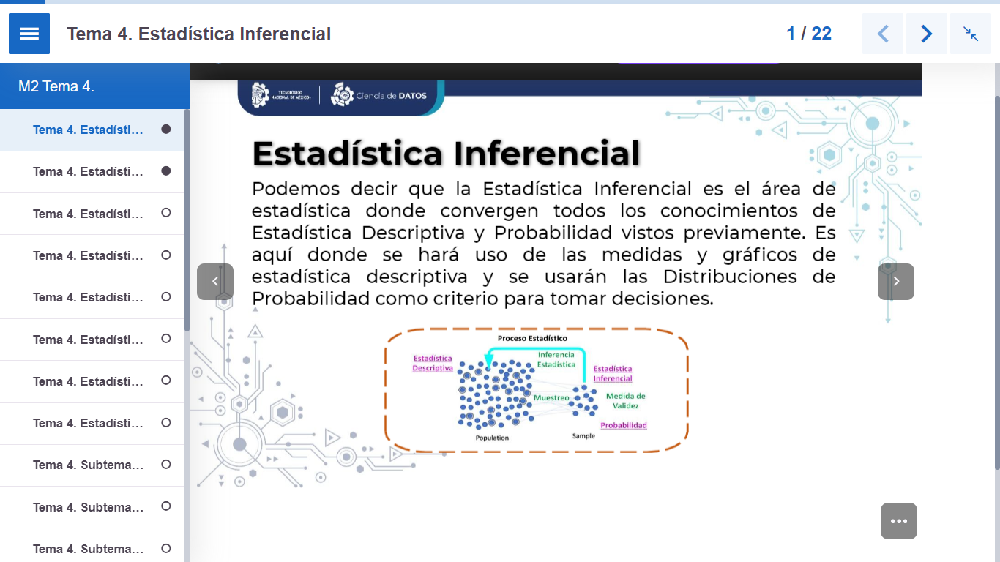 Tema 4. Estadística Inferencial
1 / 22
M2 Tema 4.
Tema 4. Estadísti...
Tema 4. Estadísti...
Tema 4. Estadísti...
Tema 4. Estadísti...
Tema 4. Estadísti...
Tema 4. Estadísti...
Tema 4. Estadísti...
Tema 4. Estadísti...
Tema 4. Subtema...
Tema 4. Subtema...
Tema 4. Subtema...
TECNOLÓGICO
NACIONAL DE MÉXICO
Ciencia de DATOS
Estadística Inferencial
Podemos decir que la Estadística Inferencial es el área de
estadística donde convergen todos los conocimientos de
Estadística Descriptiva y Probabilidad vistos previamente. Es
aquí donde se hará uso de las medidas y gráficos de
estadística descriptiva y se usarán las Distribuciones de
Probabilidad como criterio para tomar decisiones.
Proceso Estadístico
Estadística
Descriptiva
Inferencia
Estadística
Estadística
Inferencial
Muestreo
Medida de
Validez
Probabilidad
Population
Sample